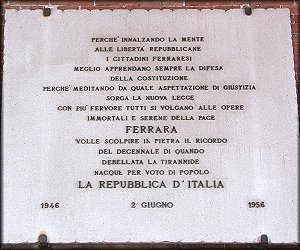 PERCHÈ INNALZANDO LA MENTE
ALLE LIBERTÀ REPUBBLICANE
I CITTADINI FERRARESI
MEGLIO APPRENDANO SEMPRE LA DIFESA
DELLA COSTITUZIONE
PERCHE MEDITANDO DA QUALE ASPETTAZIONE DI GIUSTIZIA
SORGA LA NUOVA LEGGE
CON PIÙ FERVORE TUTTI SI VOLGANO ALLE OPERE
IMMORTALI E SERENE DELLA PACE
FERRARA
VOLLE SCOLPIRE IN PIETRA IL RICORDO
DEL DECENNALE DI QUANDO
DEBELLATA LA TIRANNIDE
NACQUE PER VOTO DI POPOLO
LA REPUBBLICA D'ITALIA
1946 2 GIUGNO 1956